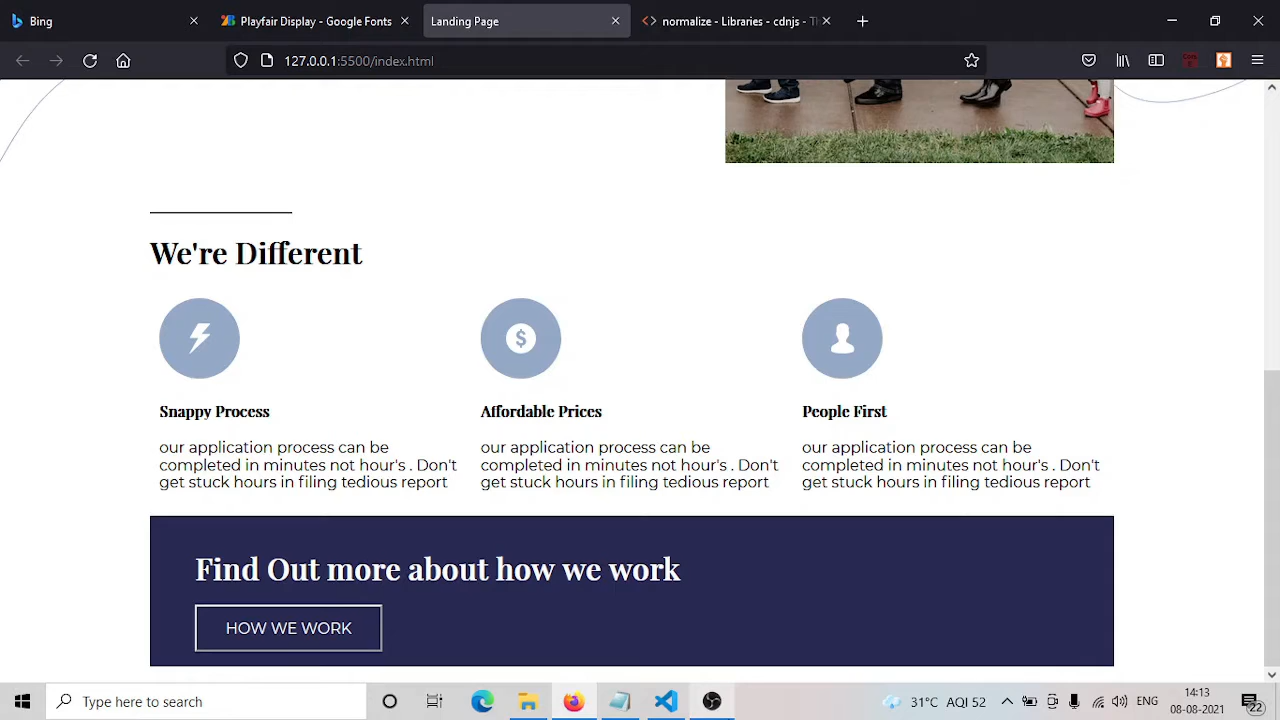 Bing
Playfair Display - Google Fonts
Landing Page
normalize - Libraries - cdnjs - Th
127.0.0.1:5500/index.html
We're Different
$
Snappy Process
our application process can be
completed in minutes not hour's . Don't
get stuck hours in filing tedious report
Affordable Prices
our application process can be
completed in minutes not hour's . Don't
get stuck hours in filing tedious report
People First
our application process can be
completed in minutes not hour's . Don't
get stuck hours in filing tedious report
Find Out more about how we work
HOW WE WORK
Type here to search
31°C AQI 52
ENG
14:13
08-08-2021
22